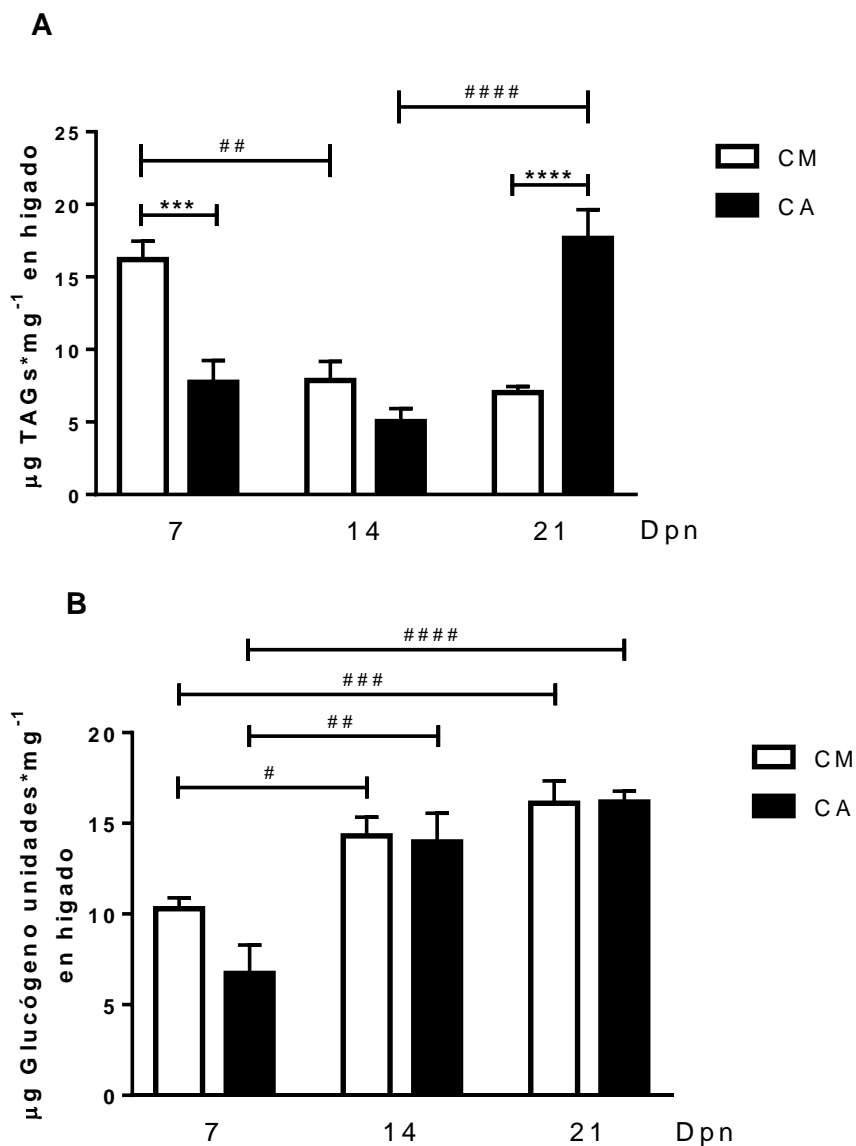 A
####
25
##
CM
20
***
****
CA
15
10
5
0
µg TAGs*mg-1 en higado
7 14 21 Dpn
B
####
###
##
20
#
CM
15
CA
10
5
0
µg Glucógeno unidades*mg-1
en higado
7 14 21 Dpn